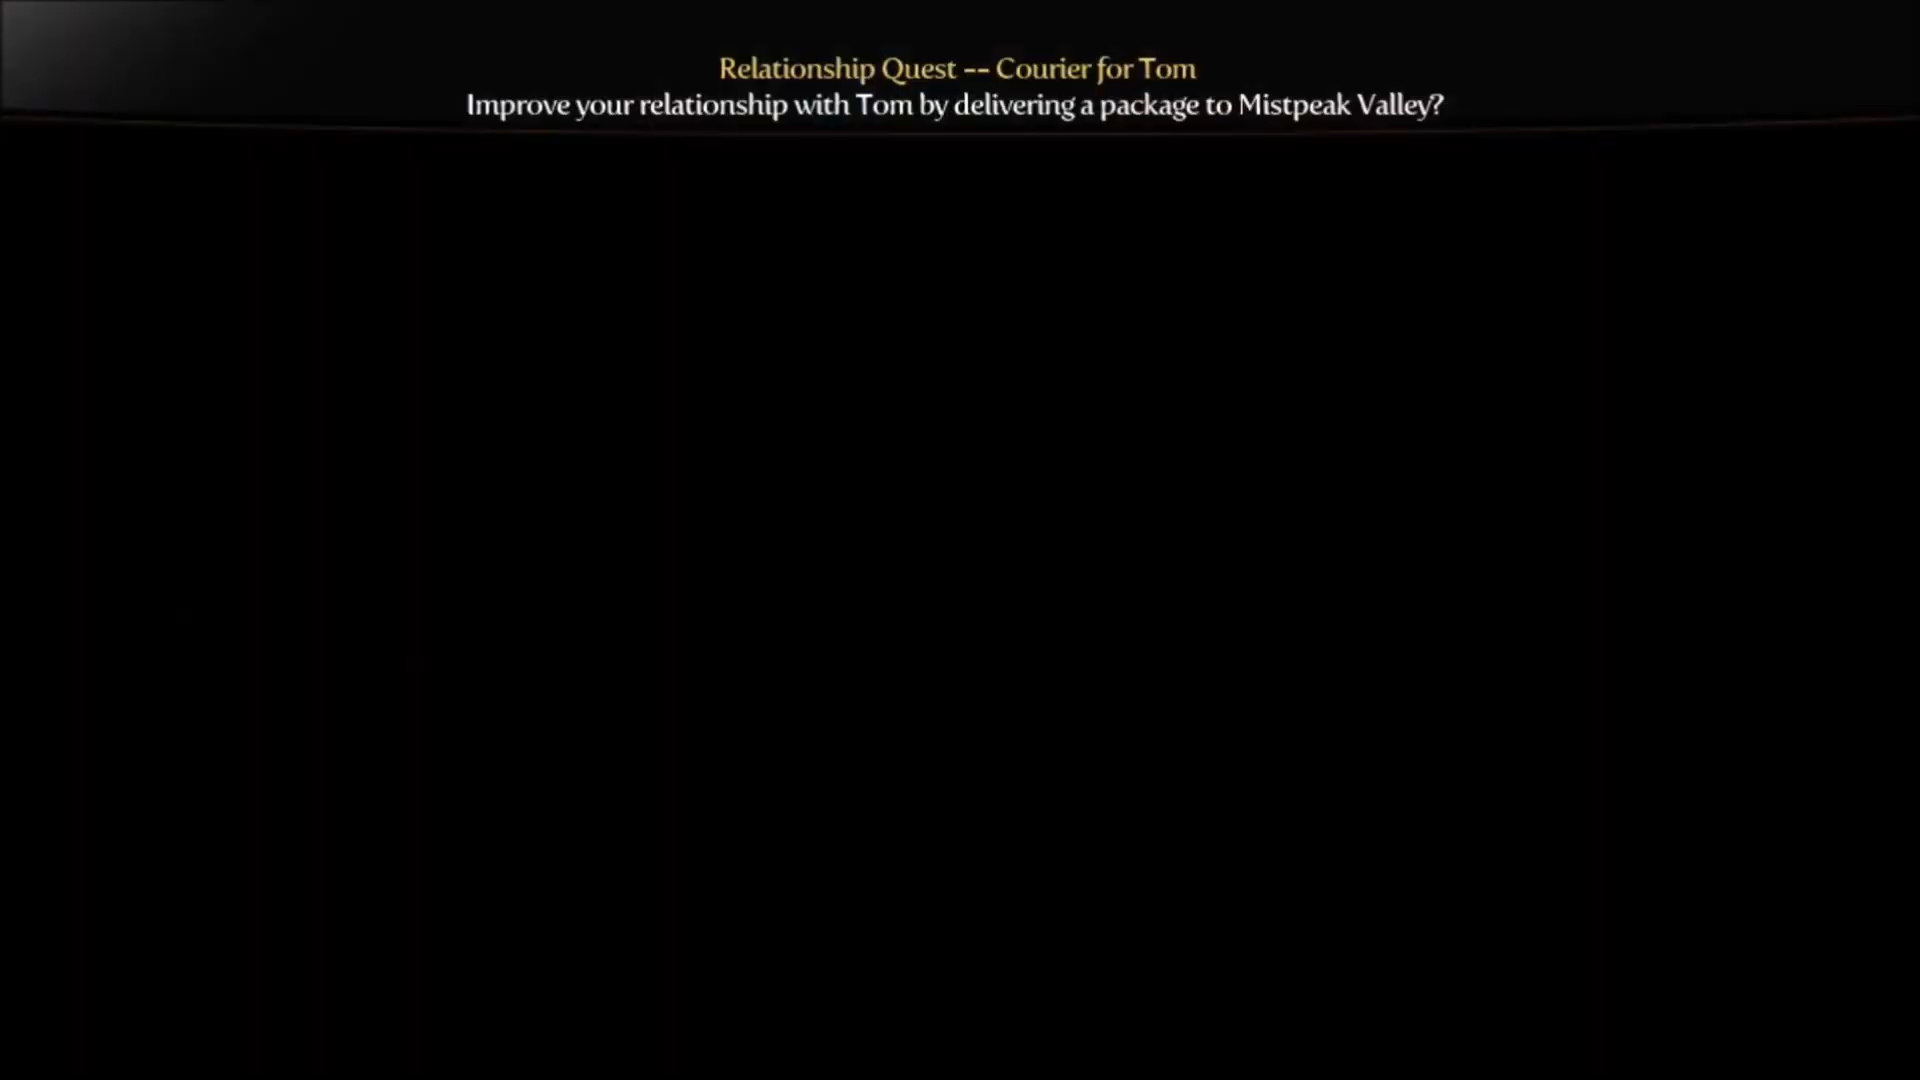 Relationship Quest -- Courier for Tom
Improve your relationship with Tom by delivering a package to Mistpeak Valley?